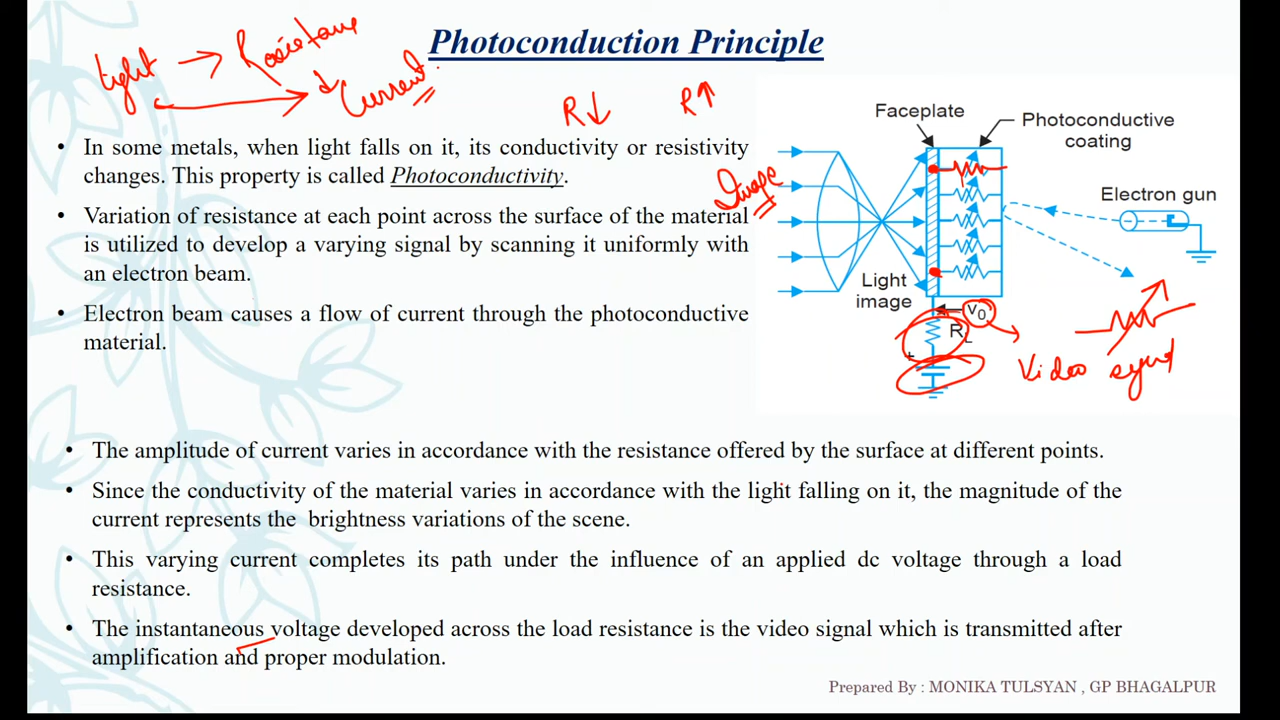 Photoconduction Principle
Light → Resistance
& Current.
R↓ R↑
• In some metals, when light falls on it, its conductivity or resistivity
changes. This property is called Photoconductivity.
• Variation of resistance at each point across the surface of the material
is utilized to develop a varying signal by scanning it uniformly with
an electron beam.
• Electron beam causes a flow of current through the photoconductive
material.
Image
Faceplate
Photoconductive
coating
Electron gun
Light
image
V0
RL
+
Video
• The amplitude of current varies in accordance with the resistance offered by the surface at different points.
• Since the conductivity of the material varies in accordance with the light falling on it, the magnitude of the
current represents the brightness variations of the scene.
• This varying current completes its path under the influence of an applied dc voltage through a load
resistance.
• The instantaneous voltage developed across the load resistance is the video signal which is transmitted after
amplification and proper modulation.
Prepared By : MONIKA TULSYAN , GP BHAGALPUR